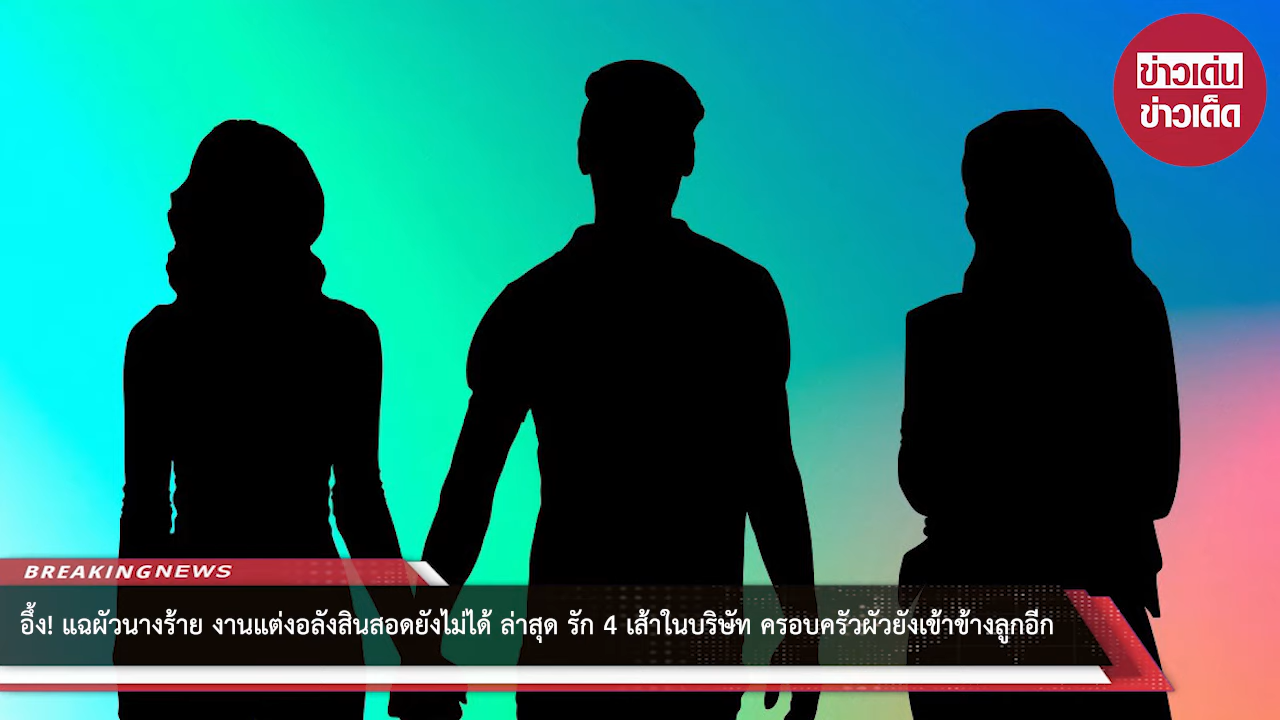 ข่าวเด่น
ข่าวเด็ด
BREAKING NEWS
อึ้ง! แฉผัวนางร้าย งานแต่งอลังสินสอดยังไม่ได้ ล่าสุด รัก 4 เส้าในบริษัท ครอบครัวผัวยังเข้าข้างลูกอีก